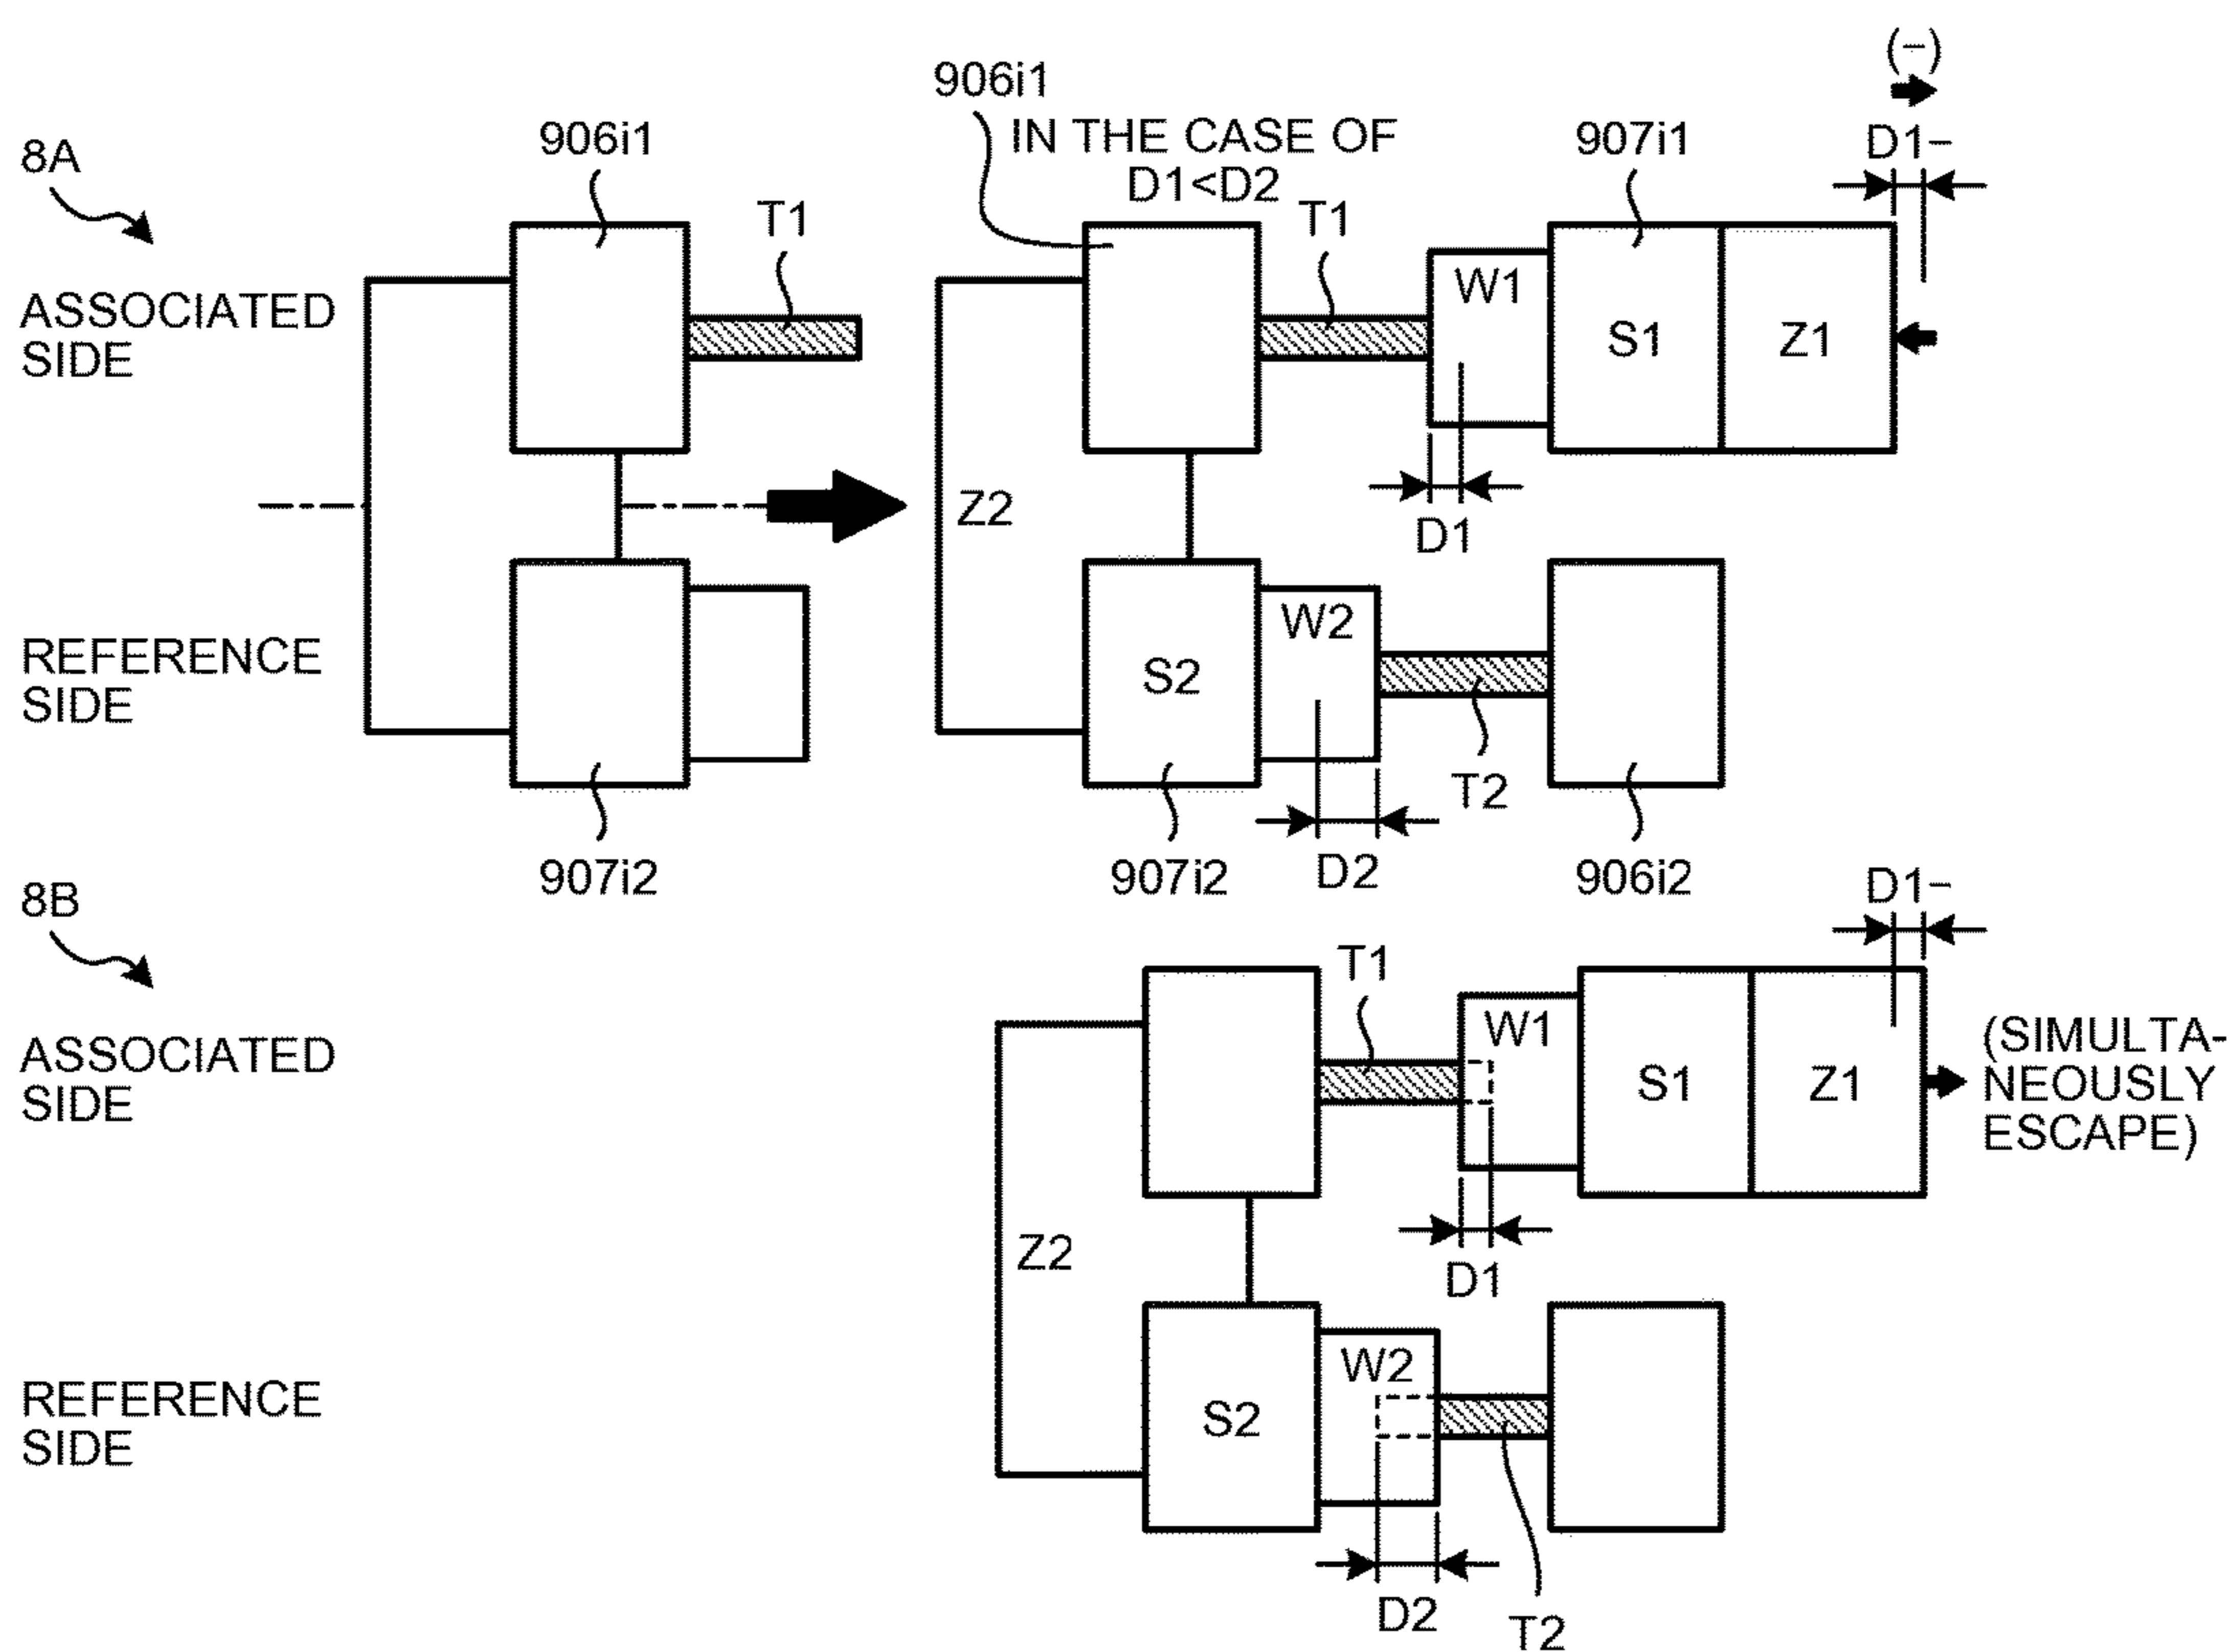 (−)
906i1
IN THE CASE OF
D1<D2
907i1
D1−
8A
906i1
T1
T1
ASSOCIATED
SIDE
W1
S1
Z1
Z2
D1
REFERENCE
SIDE
W2
S2
T2
907i2
907i2
D2
906i2
8B
D1−
T1
ASSOCIATED
SIDE
W1
S1
Z1
(SIMULTA-
NEOUSLY
ESCAPE)
Z2
D1
REFERENCE
SIDE
W2
S2
D2
T2